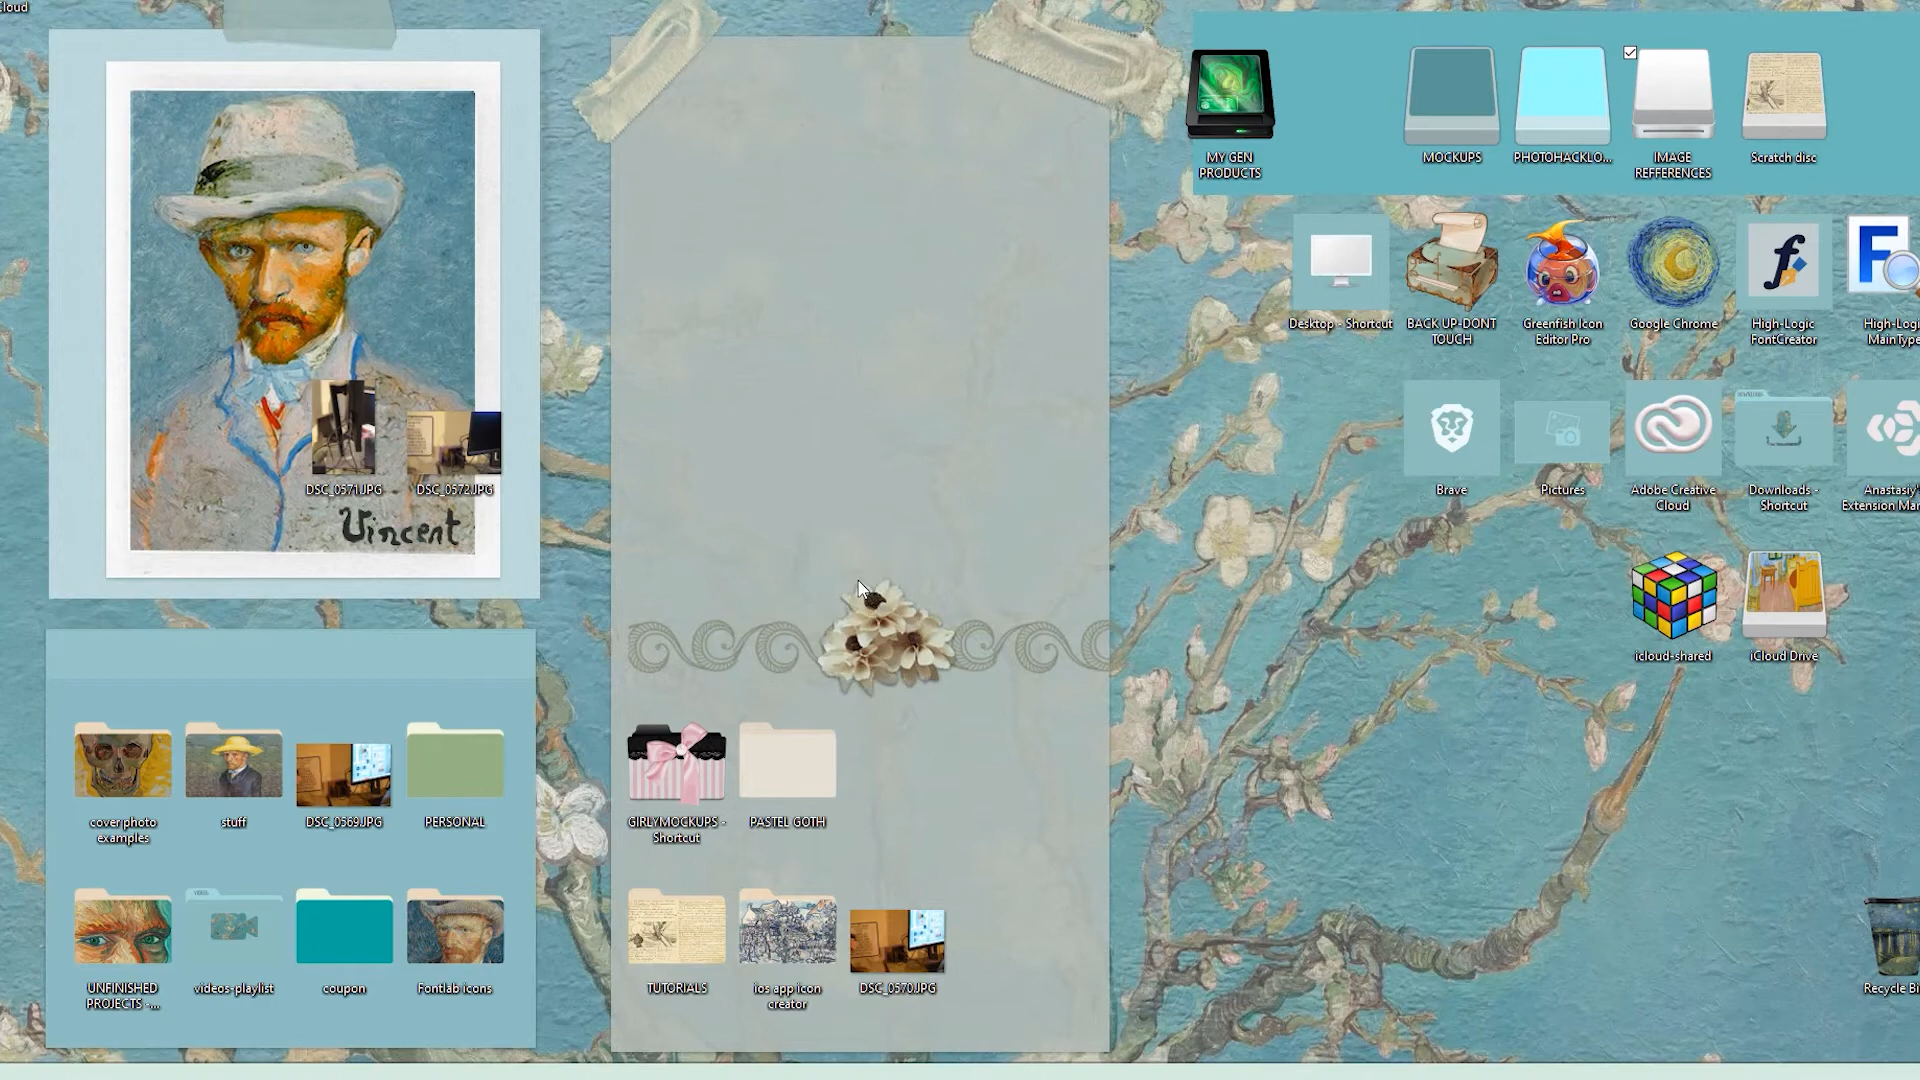 Cloud
MY GEN
PRODUCTS
MOCKUPS
PHOTOHACKLO...
IMAGE
REFFERENCES
Scratch disc
Desktop - Shortcut
BACK UP-DONT
TOUCH
Greenfish Icon
Editor Pro
Google Chrome
High-Logic
FontCreator
High-Logi
MainType
DSC_0571.JPG
DSC_0572.JPG
Vincent
Brave
Pictures
Adobe Creative
Cloud
Downloads -
Shortcut
Anastasiy'
Extension Mar
icloud-shared
iCloud Drive
cover photo
examples
stuff
DSC_0569.JPG
PERSONAL
GIRLYMOCKUPS -
Shortcut
PASTEL GOTH
UNFINISHED
PROJECTS -...
videos-playlist
coupon
Fontlab icons
TUTORIALS
ios app icon
creator
DSC_0570.JPG
Recycle Bi